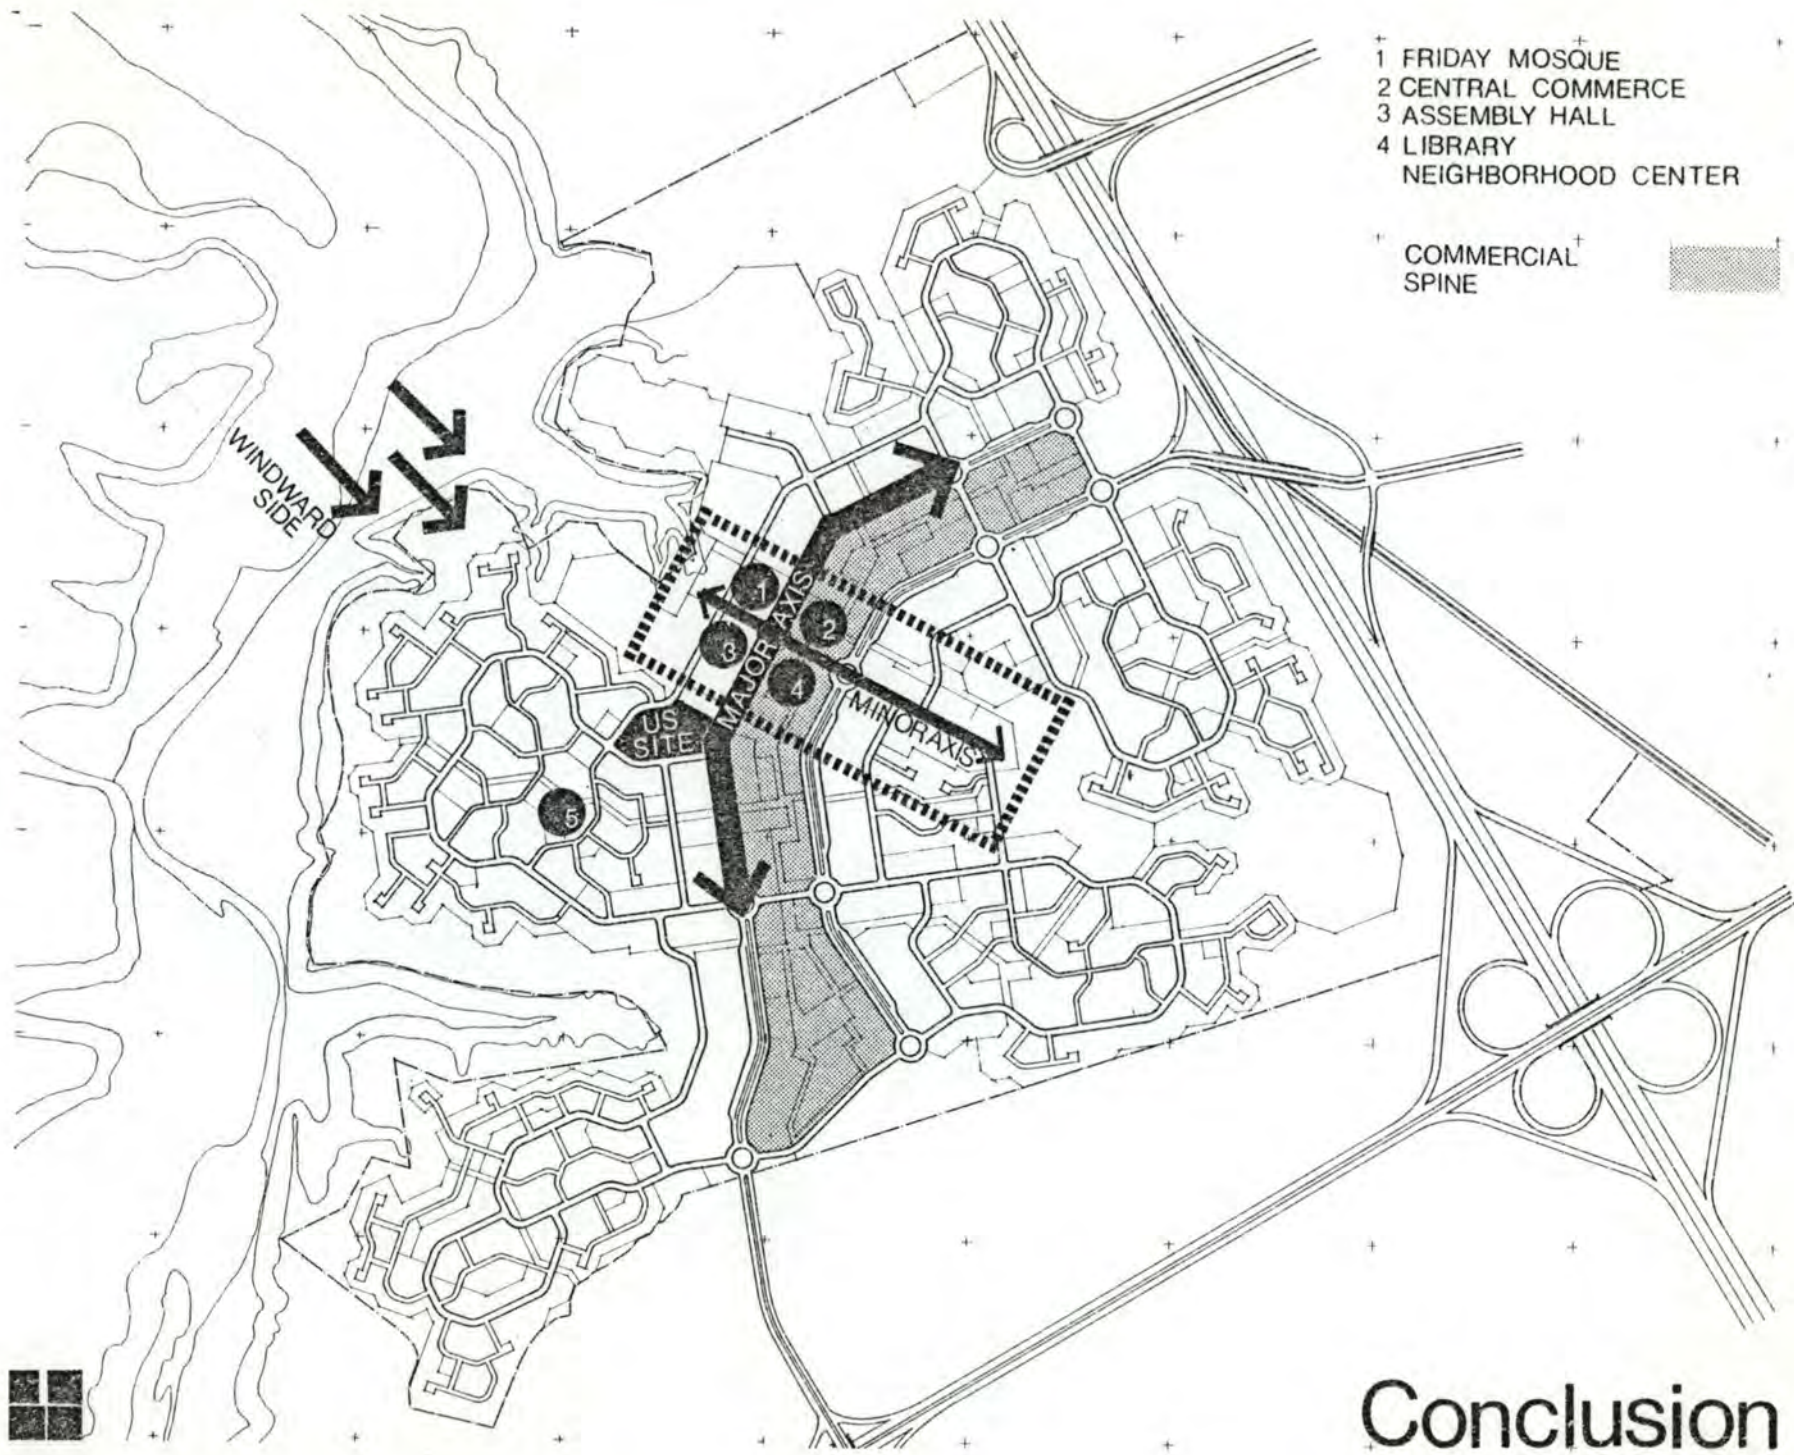 1 FRIDAY MOSQUE
2 CENTRAL COMMERCE
3 ASSEMBLY HALL
4 LIBRARY
NEIGHBORHOOD CENTER
COMMERCIAL
SPINE
WINDWARD
SIDE
1
2
3
4
MAJOR AXIS
MINOR AXIS
US
SITE
5
Conclusion